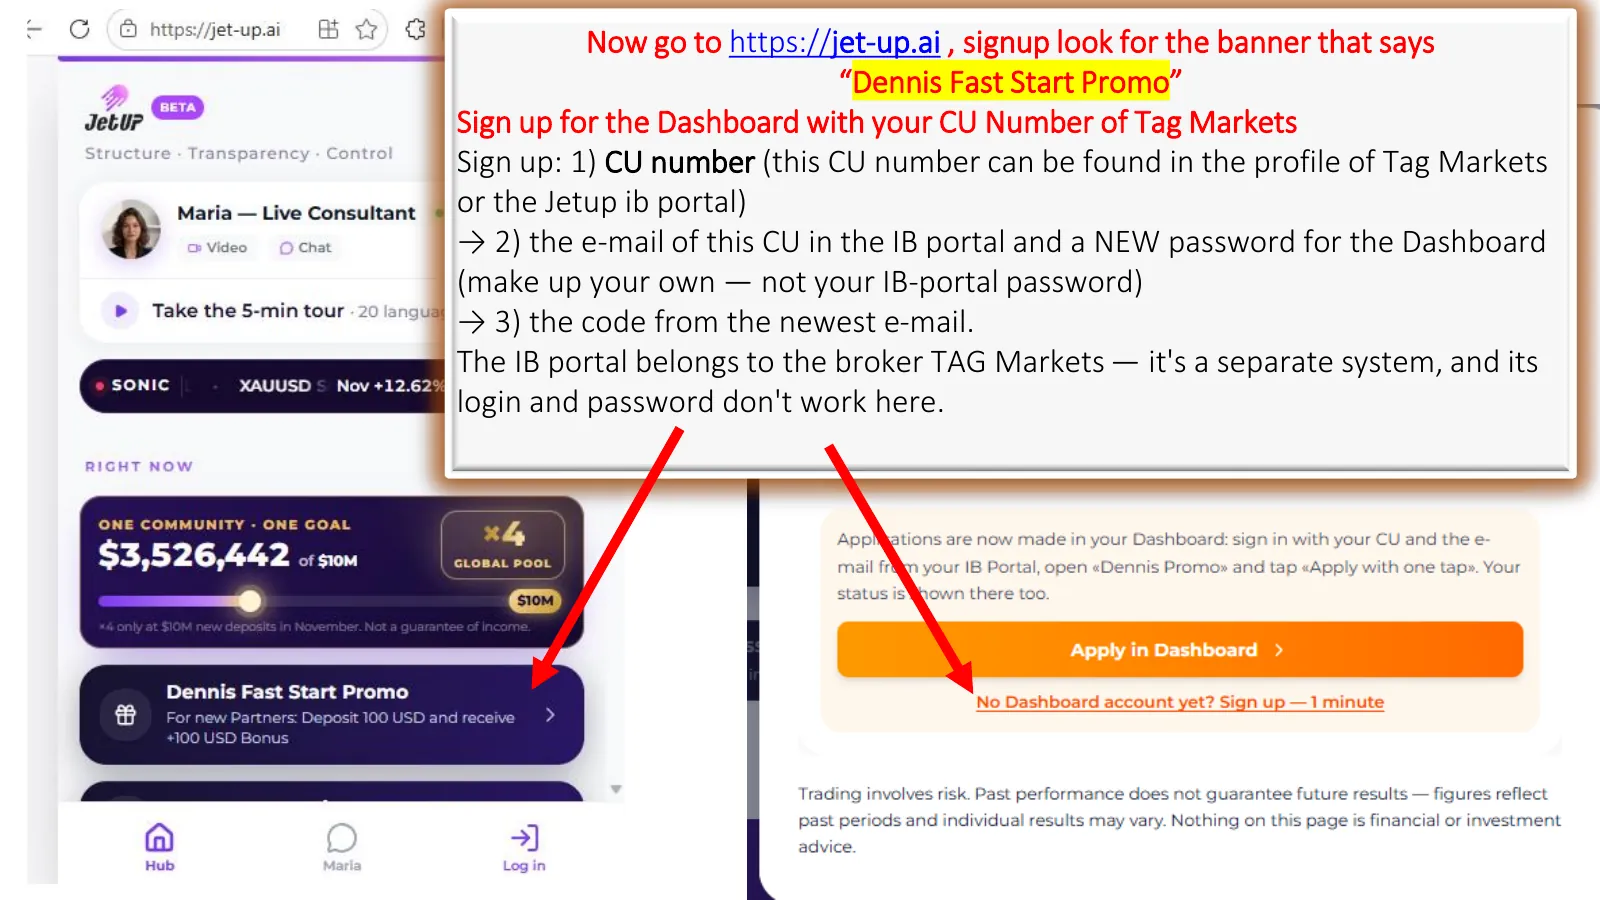 https://jet-up.ai
Now go to https://jet-up.ai , signup look for the banner that says
“Dennis Fast Start Promo”
Sign up for the Dashboard with your CU Number of Tag Markets
Sign up: 1) CU number (this CU number can be found in the profile of Tag Markets
or the Jetup ib portal)
→ 2) the e-mail of this CU in the IB portal and a NEW password for the Dashboard
(make up your own — not your IB-portal password)
→ 3) the code from the newest e-mail.
The IB portal belongs to the broker TAG Markets — it's a separate system, and its
login and password don't work here.
JetUP BETA
Structure · Transparency · Control
Maria — Live Consultant
Video Chat
Take the 5-min tour · 20
SONIC XAUUSD S Nov +12.62%
RIGHT NOW
ONE COMMUNITY · ONE GOAL
$3,526,442 of $10M
×4
GLOBAL POOL
$10M
×4 only at $10M new deposits in November. Not a guarantee of income.
Dennis Fast Start Promo
For new Partners: Deposit 100 USD and receive
+100 USD Bonus
Hub Maria Log in
Applications are now made in your Dashboard: sign in with your CU and the e-
mail from your IB Portal, open «Dennis Promo» and tap «Apply with one tap». Your
status is shown there too.
Apply in Dashboard >
No Dashboard account yet? Sign up — 1 minute
Trading involves risk. Past performance does not guarantee future results — figures reflect
past periods and individual results may vary. Nothing on this page is financial or investment
advice.